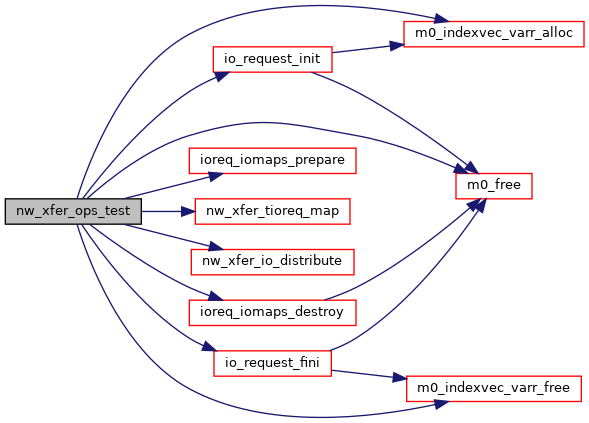 nw_xfer_ops_test
m0_indexvec_varr_alloc
io_request_init
ioreq_iomaps_prepare
m0_free
nw_xfer_tioreq_map
nw_xfer_io_distribute
ioreq_iomaps_destroy
io_request_fini
m0_indexvec_varr_free